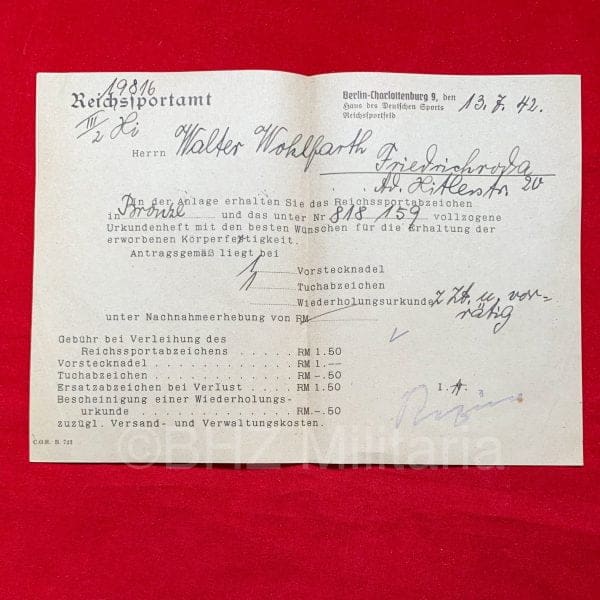 19816
Reichssportamt
III/2 Hi
Berlin-Charlottenburg 9, den 13.7.42.
Haus des Deutschen Sports
Reichssportfeld
Herrn Walter Wohlfarth
Friedrichroda
Ad. Hitlerstr. 20
In der Anlage erhalten Sie das Reichssportabzeichen
in Bronze und das unter Nr 818 159 vollzogene
Urkundenheft mit den besten Wünschen für die Erhaltung der
erworbenen Körperfertigkeit.
Antragsgemäß liegt bei
Vorstecknadel
Tuchabzeichen
Wiederholungsurkunde z. Zt. n. vor-
rätig
unter Nachnahmeerhebung von RM
Gebühr bei Verleihung des
Reichssportabzeichens . . . . . RM 1.50
Vorstecknadel . . . . . . . . . . RM 1.--
Tuchabzeichen . . . . . . . . . . RM -.50
Ersatzabzeichen bei Verlust . . . . RM 1.50
Bescheinigung einer Wiederholungs-
urkunde . . . . . . . . . . . . RM -.50
zuzügl. Versand- und Verwaltungskosten.
I.A.
©BHZ Militaria